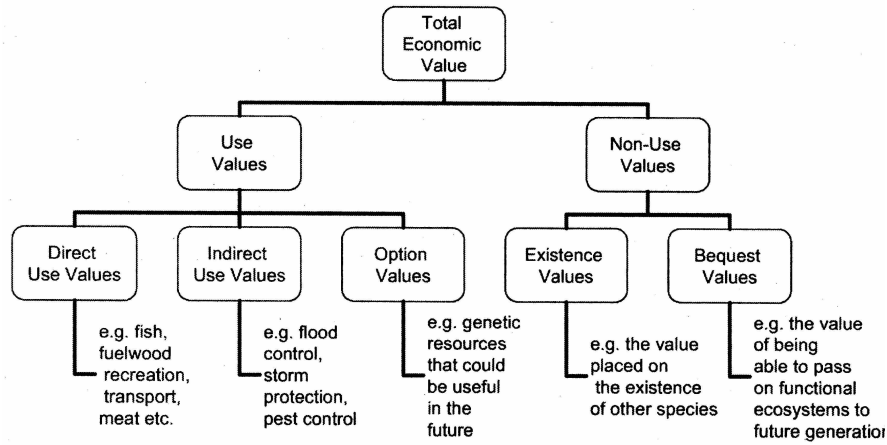 Total
Economic
Value
Use
Values
Non-Use
Values
Direct
Use Values
Indirect
Use Values
Option
Values
Existence
Values
Bequest
Values
e.g. fish,
fuelwood
recreation,
transport,
meat etc.
e.g. flood
control,
storm
protection,
pest control
e.g. genetic
resources
that could
be useful
in the
future
e.g. the value
placed on
the existence
of other species
e.g. the value
of being
able to pass
on functional
ecosystems to
future generation